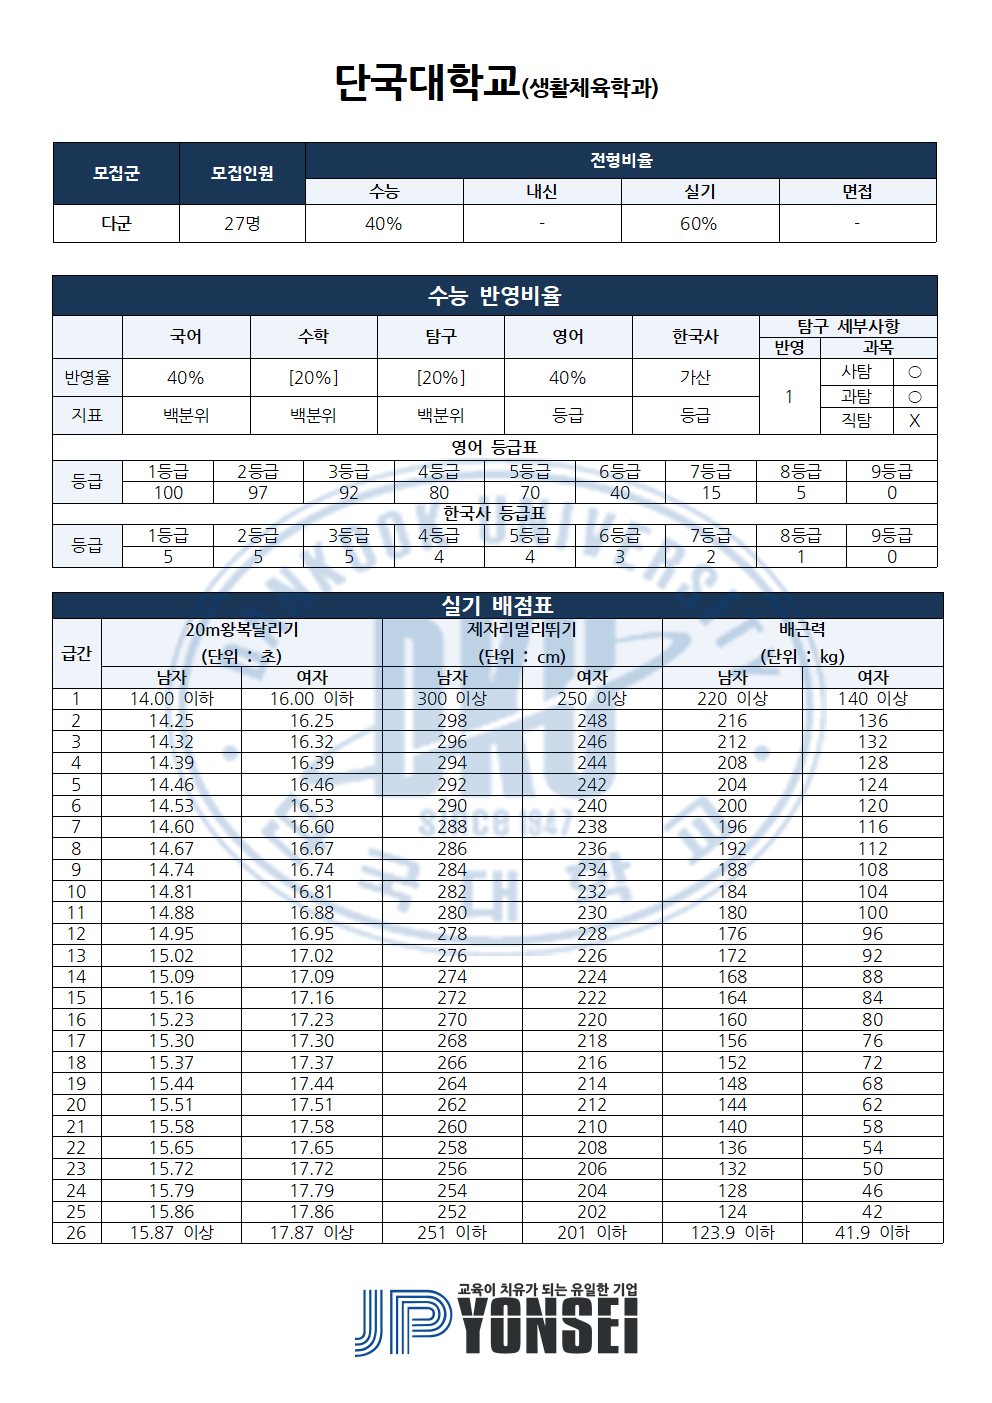 단국대학교(생활체육학과)
모집군 모집인원 전형비율
수능 내신 실기 면접
다군 27명 40% - 60% -
수능 반영비율
국어 수학 탐구 영어 한국사 탐구 세부사항
반영 과목
반영율 40% [20%] [20%] 40% 가산 1 사탐 ○
과탐 ○
지표 백분위 백분위 백분위 등급 등급 직탐 X
영어 등급표
등급 1등급 2등급 3등급 4등급 5등급 6등급 7등급 8등급 9등급
100 97 92 80 70 40 15 5 0
한국사 등급표
등급 1등급 2등급 3등급 4등급 5등급 6등급 7등급 8등급 9등급
5 5 5 4 4 3 2 1 0
실기 배점표
급간 20m왕복달리기 제자리멀리뛰기 배근력
(단위 : 초) (단위 : cm) (단위 : kg)
남자 여자 남자 여자 남자 여자
1 14.00 이하 16.00 이하 300 이상 250 이상 220 이상 140 이상
2 14.25 16.25 298 248 216 136
3 14.32 16.32 296 246 212 132
4 14.39 16.39 294 244 208 128
5 14.46 16.46 292 242 204 124
6 14.53 16.53 290 240 200 120
7 14.60 16.60 288 238 196 116
8 14.67 16.67 286 236 192 112
9 14.74 16.74 284 234 188 108
10 14.81 16.81 282 232 184 104
11 14.88 16.88 280 230 180 100
12 14.95 16.95 278 228 176 96
13 15.02 17.02 276 226 172 92
14 15.09 17.09 274 224 168 88
15 15.16 17.16 272 222 164 84
16 15.23 17.23 270 220 160 80
17 15.30 17.30 268 218 156 76
18 15.37 17.37 266 216 152 72
19 15.44 17.44 264 214 148 68
20 15.51 17.51 262 212 144 62
21 15.58 17.58 260 210 140 58
22 15.65 17.65 258 208 136 54
23 15.72 17.72 256 206 132 50
24 15.79 17.79 254 204 128 46
25 15.86 17.86 252 202 124 42
26 15.87 이상 17.87 이상 251 이하 201 이하 123.9 이하 41.9 이하
DANKOOK UNIVERSITY
DKU
since 1947
단국대학교
교육이 치유가 되는 유일한 기업
JP YONSEI